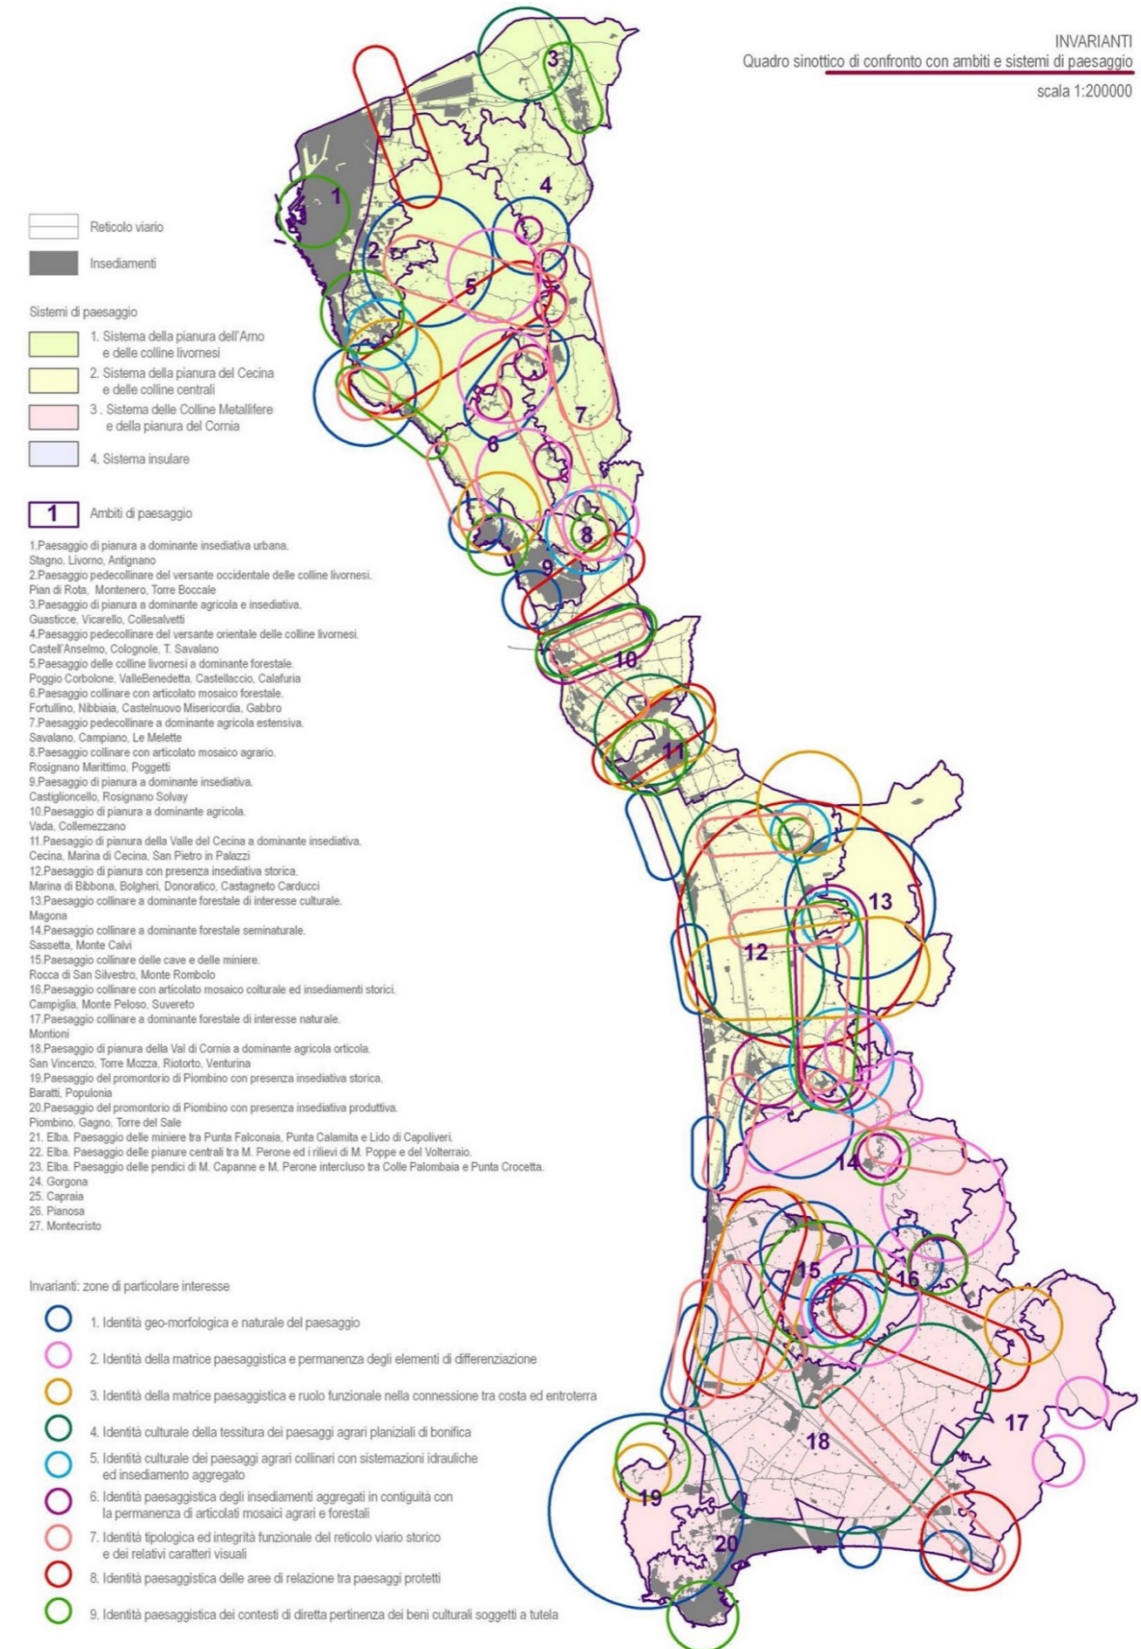 INVARIANTI
Quadro sinottico di confronto con ambiti e sistemi di paesaggio
scala 1:200000
Reticolo viario
Insediamenti
Sistemi di paesaggio
1. Sistema della pianura dell'Arno
e delle colline livornesi
2. Sistema della pianura del Cecina
e delle colline centrali
3 . Sistema delle Colline Metallifere
e della pianura del Cornia
4. Sistema insulare
1 Ambiti di paesaggio
1.Paesaggio di pianura a dominante insediativa urbana.
Stagno, Livorno, Antignano
2.Paesaggio pedecollinare del versante occidentale delle colline livornesi.
Pian di Rota, Montenero, Torre Boccale
3.Paesaggio di pianura a dominante agricola e insediativa.
Guasticce, Vicarello, Collesalvetti
4.Paesaggio pedecollinare del versante orientale delle colline livornesi.
Castell'Anselmo, Colognole, T. Savalano
5.Paesaggio delle colline livornesi a dominante forestale.
Poggio Corbolone, ValleBenedetta, Castellaccio, Calafuria
6.Paesaggio collinare con articolato mosaico forestale.
Fortullino, Nibbiaia, Castelnuovo Misericordia, Gabbro
7.Paesaggio pedecollinare a dominante agricola estensiva.
Savalano, Campiano, Le Melette
8.Paesaggio collinare con articolato mosaico agrario.
Rosignano Marittimo, Poggetti
9.Paesaggio di pianura a dominante insediativa.
Castiglioncello, Rosignano Solvay
10.Paesaggio di pianura a dominante agricola.
Vada, Collemezzano
11.Paesaggio di pianura della Valle del Cecina a dominante insediativa.
Cecina, Marina di Cecina, San Pietro in Palazzi
12.Paesaggio di pianura con presenza insediativa storica.
Marina di Bibbona, Bolgheri, Donoratico, Castagneto Carducci
13.Paesaggio collinare a dominante forestale di interesse culturale.
Magona
14.Paesaggio collinare a dominante forestale seminaturale.
Sassetta, Monte Calvi
15.Paesaggio collinare delle cave e delle miniere.
Rocca di San Silvestro, Monte Rombolo
16.Paesaggio collinare con articolato mosaico colturale ed insediamenti storici.
Campiglia, Monte Peloso, Suvereto
17.Paesaggio collinare a dominante forestale di interesse naturale.
Montioni
18.Paesaggio di pianura della Val di Cornia a dominante agricola orticola.
San Vincenzo, Torre Mozza, Riotorto, Venturina
19.Paesaggio del promontorio di Piombino con presenza insediativa storica.
Baratti, Populonia
20.Paesaggio del promontorio di Piombino con presenza insediativa produttiva.
Piombino, Gagno, Torre del Sale
21. Elba. Paesaggio delle miniere tra Punta Falconaia, Punta Calamita e Lido di Capoliveri.
22. Elba. Paesaggio delle pianure centrali tra M. Perone ed i rilievi di M. Poppe e del Volterraio.
23. Elba. Paesaggio delle pendici di M. Capanne e M. Perone intercluso tra Colle Palombaia e Punta Crocetta.
24. Gorgona
25. Capraia
26. Pianosa
27. Montecristo
Invarianti: zone di particolare interesse
1. Identità geo-morfologica e naturale del paesaggio
2. Identità della matrice paesaggistica e permanenza degli elementi di differenziazione
3. Identità della matrice paesaggistica e ruolo funzionale nella connessione tra costa ed entroterra
4. Identità culturale della tessitura dei paesaggi agrari planiziali di bonifica
5. Identità culturale dei paesaggi agrari collinari con sistemazioni idrauliche
ed insediamento aggregato
6. Identità paesaggistica degli insediamenti aggregati in contiguità con
la permanenza di articolati mosaici agrari e forestali
7. Identità tipologica ed integrità funzionale del reticolo viario storico
e dei relativi caratteri visuali
8. Identità paesaggistica delle aree di relazione tra paesaggi protetti
9. Identità paesaggistica dei contesti di diretta pertinenza dei beni culturali soggetti a tutela
3
4
1
2
5
7
6
8
9
10
11
13
12
14
15
16
17
18
19
20